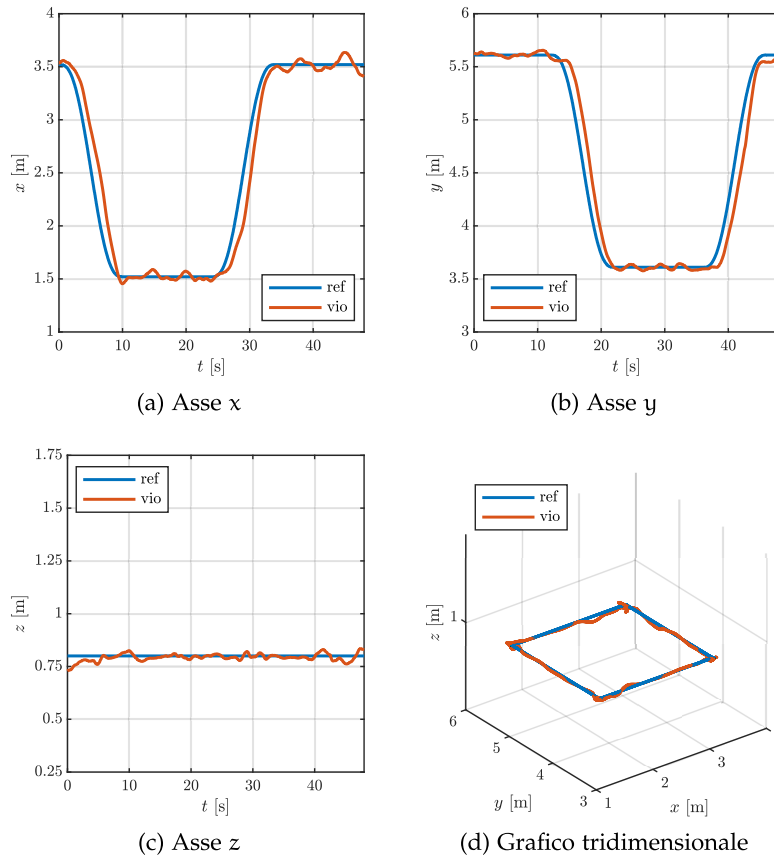 4
3.5
3
2.5
2
1.5
1
x [m]
0 10 20 30 40
t [s]
ref
vio
(a) Asse x
6
5.5
5
4.5
4
3.5
3
y [m]
0 10 20 30 40
t [s]
ref
vio
(b) Asse y
1.75
1.5
1.25
1
0.75
0.5
0.25
z [m]
0 10 20 30 40
t [s]
ref
vio
(c) Asse z
ref
vio
1
z [m]
6
5
4
3
y [m]
1
2
3
x [m]
(d) Grafico tridimensionale